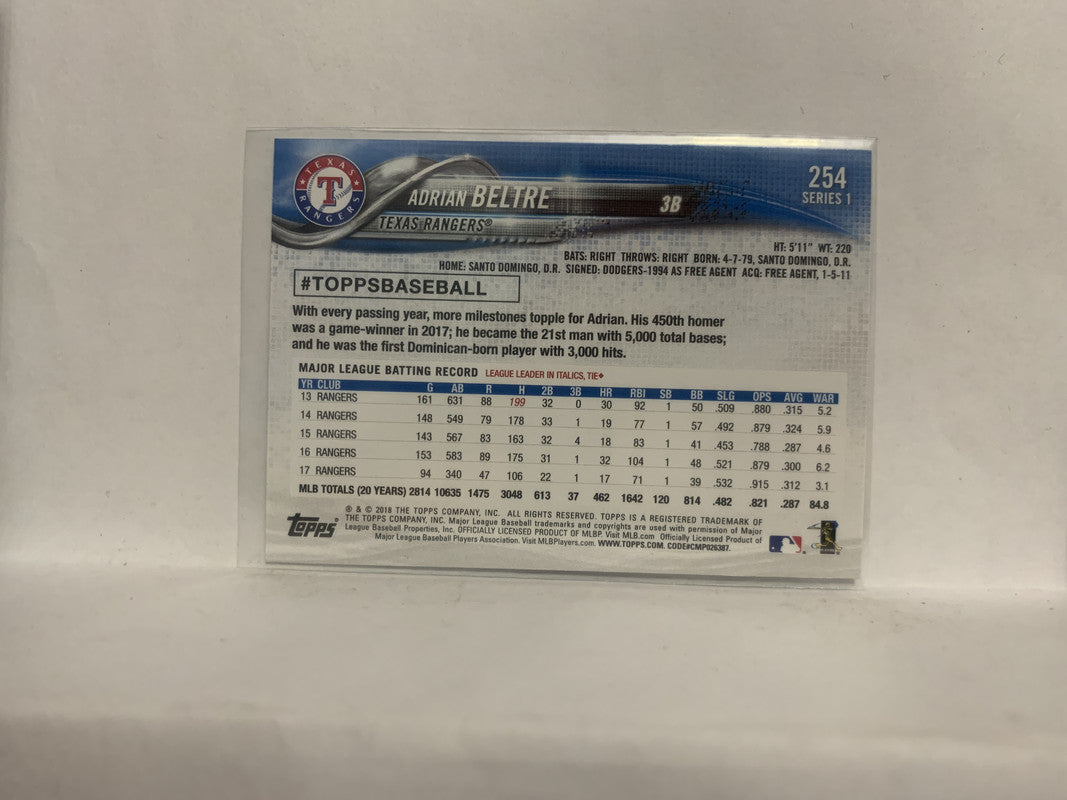 TEXAS
T
RANGERS
ADRIAN BELTRE 3B
TEXAS RANGERS®
254
SERIES 1
HT: 5'11" WT: 220
BATS: RIGHT THROWS: RIGHT BORN: 4-7-79, SANTO DOMINGO, D.R.
HOME: SANTO DOMINGO, D.R. SIGNED: DODGERS-1994 AS FREE AGENT ACQ: FREE AGENT, 1-5-11
#TOPPSBASEBALL
With every passing year, more milestones topple for Adrian. His 450th homer
was a game-winner in 2017; he became the 21st man with 5,000 total bases;
and he was the first Dominican-born player with 3,000 hits.
MAJOR LEAGUE BATTING RECORD LEAGUE LEADER IN ITALICS, TIE♦
YR CLUB G AB R H 2B 3B HR RBI SB BB SLG OPS AVG WAR
13 RANGERS 161 631 88 199 32 0 30 92 1 50 .509 .880 .315 5.2
14 RANGERS 148 549 79 178 33 1 19 77 1 57 .492 .879 .324 5.9
15 RANGERS 143 567 83 163 32 4 18 83 1 41 .453 .788 .287 4.6
16 RANGERS 153 583 89 175 31 1 32 104 1 48 .521 .879 .300 6.2
17 RANGERS 94 340 47 106 22 1 17 71 1 39 .532 .915 .312 3.1
MLB TOTALS (20 YEARS) 2814 10635 1475 3048 613 37 462 1642 120 814 .482 .821 .287 84.8
Topps
® & © 2018 THE TOPPS COMPANY, INC. ALL RIGHTS RESERVED. TOPPS IS A REGISTERED TRADEMARK OF
THE TOPPS COMPANY, INC. Major League Baseball trademarks and copyrights are used with permission of Major
League Baseball Properties, Inc. OFFICIALLY LICENSED PRODUCT OF MLBP. Visit MLB.com Officially Licensed Product of
Major League Baseball Players Association. Visit MLBPlayers.com. WWW.TOPPS.COM. CODE#CMP026387.